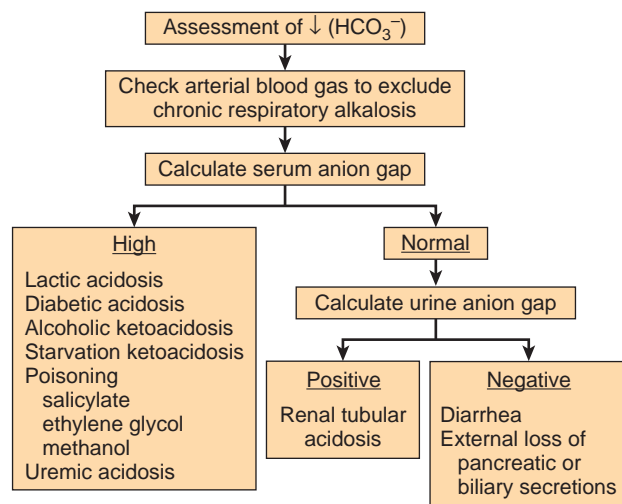 Assessment of ↓ (HCO₃⁻)
Check arterial blood gas to exclude
chronic respiratory alkalosis
Calculate serum anion gap
High
Lactic acidosis
Diabetic acidosis
Alcoholic ketoacidosis
Starvation ketoacidosis
Poisoning
salicylate
ethylene glycol
methanol
Uremic acidosis
Normal
Calculate urine anion gap
Positive
Renal tubular
acidosis
Negative
Diarrhea
External loss of
pancreatic or
biliary secretions